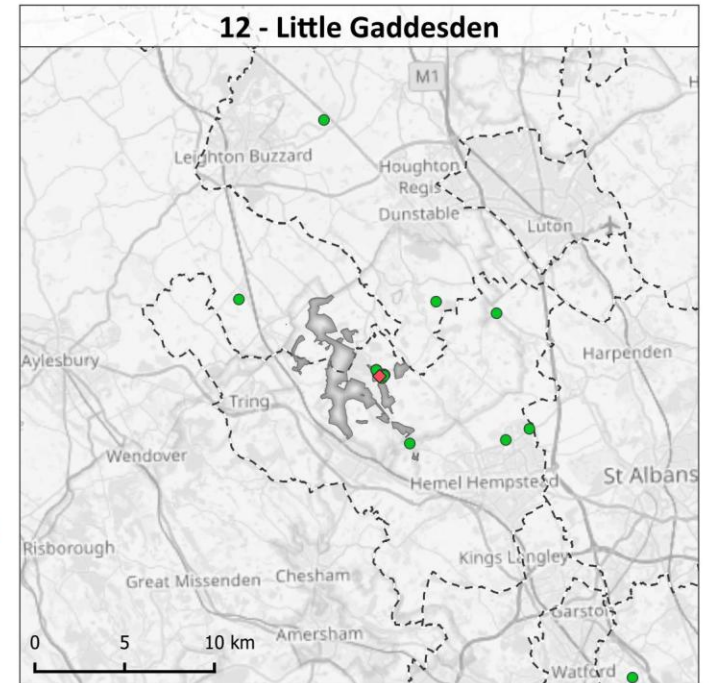 12 - Little Gaddesden
M1
Leighton Buzzard
Houghton
Regis
Dunstable
Luton
Aylesbury
Harpenden
Tring
Wendover
St Albans
Hemel Hempstead
Risborough
Kings Langley
Great Missenden
Chesham
Garston
Amersham
Watford
0 5 10 km